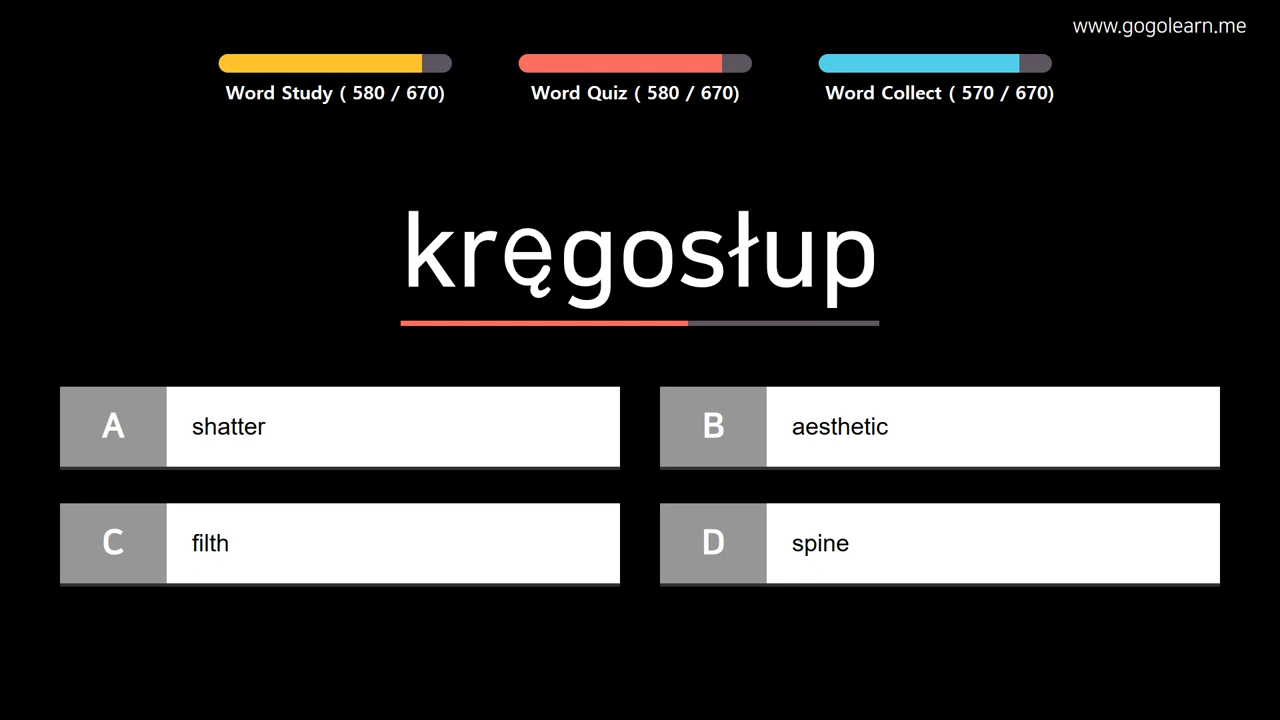 www.gogolearn.me
Word Study ( 580 / 670)
Word Quiz ( 580 / 670)
Word Collect ( 570 / 670)
kręgosłup
A shatter
B aesthetic
C filth
D spine